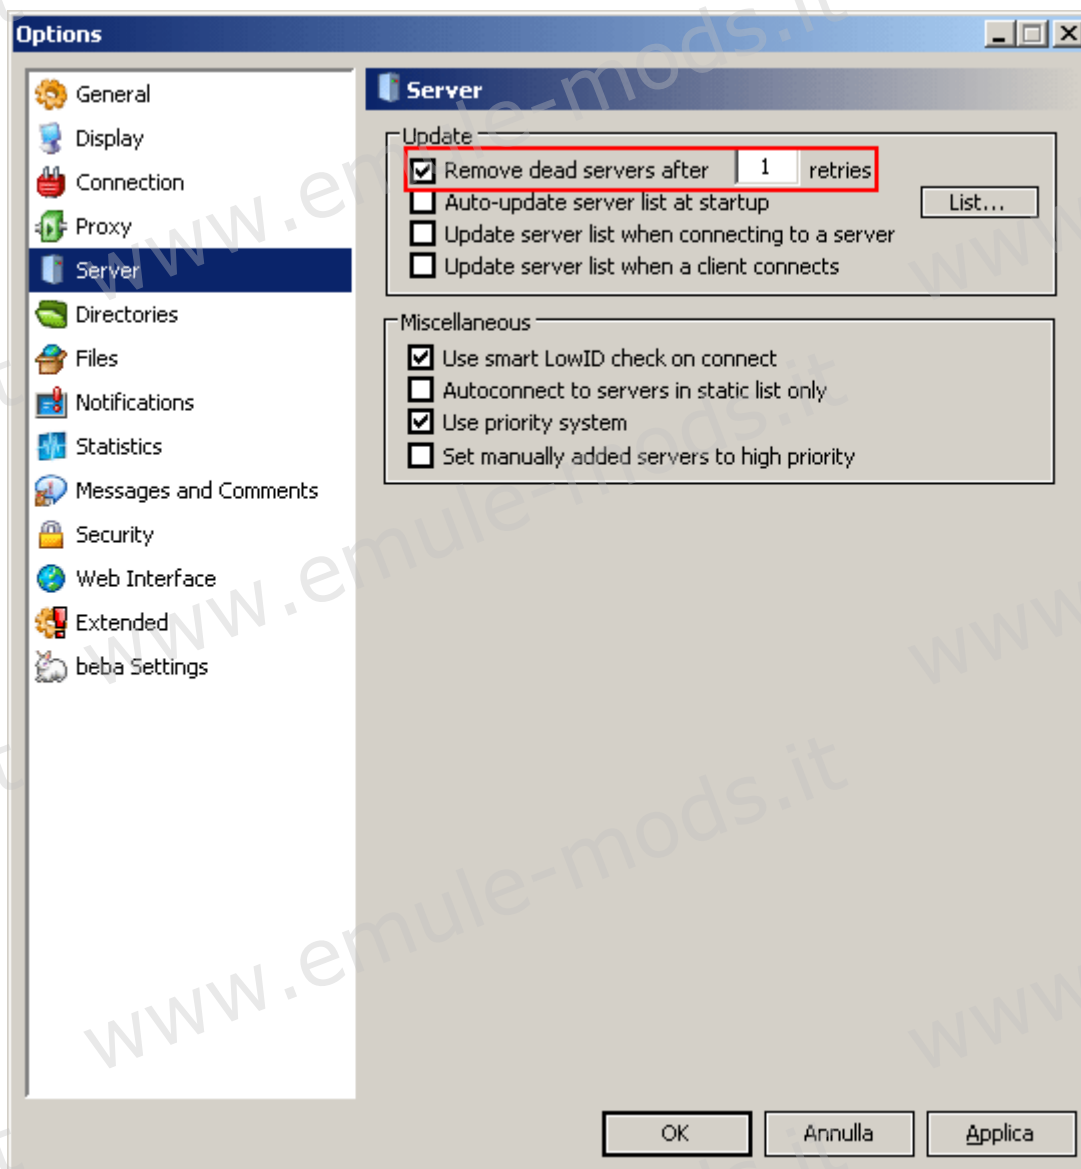 Options
General
Display
Connection
Proxy
Server
Directories
Files
Notifications
Statistics
Messages and Comments
Security
Web Interface
Extended
beba Settings
Server
Update
Remove dead servers after 1 retries
Auto-update server list at startup
List...
Update server list when connecting to a server
Update server list when a client connects
Miscellaneous
Use smart LowID check on connect
Autoconnect to servers in static list only
Use priority system
Set manually added servers to high priority
OK Annulla Applica
www.emule-mods.it
www.emule-mods.it
www.emule-mods.it